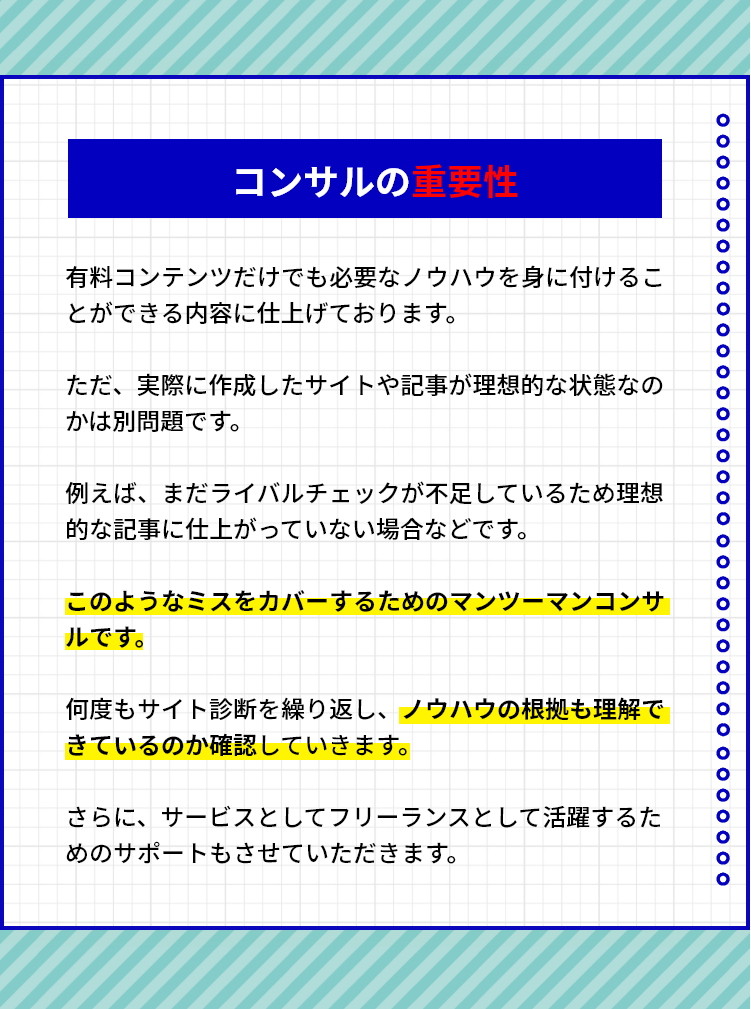 コンサルの重要性
有料コンテンツだけでも必要なノウハウを身に付けるこ
とができる内容に仕上げております。
ただ、実際に作成したサイトや記事が理想的な状態なの
かは別問題です。
例えば、まだライバルチェックが不足しているため理想
的な記事に仕上がっていない場合などです。
このようなミスをカバーするためのマンツーマンコンサ
ルです。
何度もサイト診断を繰り返し、ノウハウの根拠も理解で
きているのか確認していきます。
さらに、サービスとしてフリーランスとして活躍するた
めのサポートもさせていただきます。